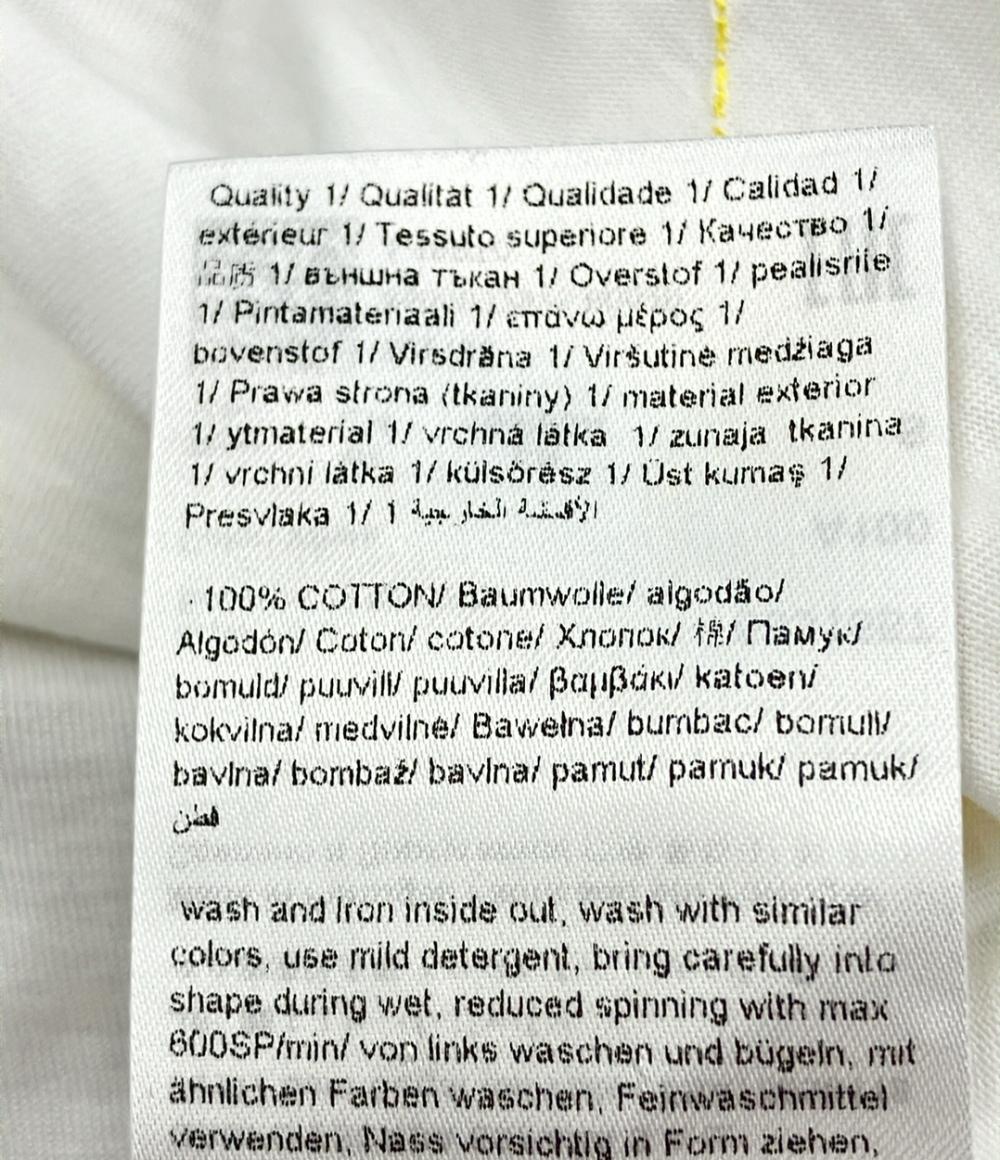 Quality 1/ Qualitat 1/ Qualidade 1/ Calidad 1/
extérieur 1/ Tessuto superiore 1/ Качество 1/
品质 1/ външна тъкан 1/ Overstof 1/ pealisriie
1/ Pintamateriaali 1/ επάνω μέρος 1/
bovenstof 1/ Virsdrāna 1/ Viršutinė medžiaga
1/ Prawa strona (tkaniny) 1/ material exterior
1/ ytmaterial 1/ vrchná látka 1/ zunaja tkanina
1/ vrchní látka 1/ külsőrész 1/ Üst kumaş 1/
Presvlaka 1/ 1 الأقمشة الخارجية
100% COTTON/ Baumwolle/ algodão/
Algodón/ Coton/ cotone/ Хлопок/ 棉/ Памук/
bomuld/ puuvill/ puuvilla/ βαμβάκι/ katoen/
kokvilna/ medvilnė/ Bawełna/ bumbac/ bomull/
bavlna/ bombaž/ bavlna/ pamut/ pamuk/ pamuk/
قطن
wash and Iron inside out, wash with similar
colors, use mild detergent, bring carefully into
shape during wet, reduced spinning with max
600SP/min/ von links waschen und bügeln, mit
ähnlichen Farben waschen, Feinwaschmittel
verwenden, Nass vorsichtig in Form ziehen,